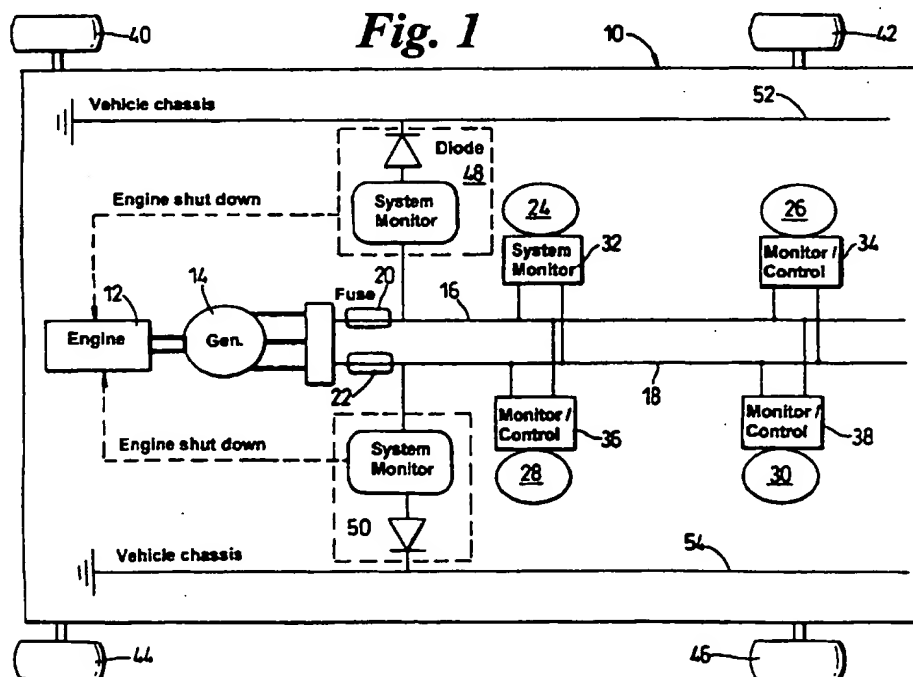 Fig. 1
40
42
10
Vehicle chassis
52
Diode
48
System
Monitor
Engine shut down
24
26
System
Monitor
32
Monitor /
Control
34
12
14
Fuse
20
16
Engine
Gen.
22
18
Monitor /
Control
36
Monitor /
Control
38
Engine shut down
System
Monitor
28
30
50
Vehicle chassis
54
44
46